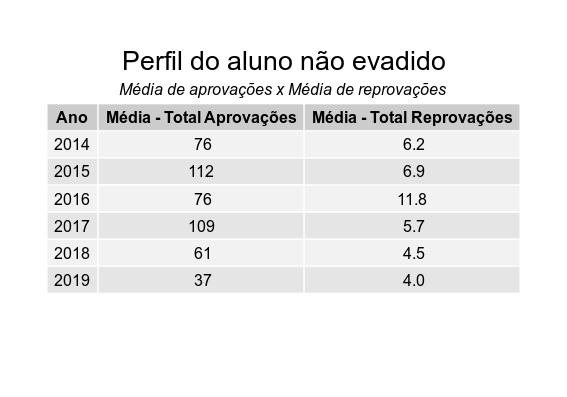 Perfil do aluno não evadido
Média de aprovações x Média de reprovações
Ano Média - Total Aprovações Média - Total Reprovações
2014 76 6.2
2015 112 6.9
2016 76 11.8
2017 109 5.7
2018 61 4.5
2019 37 4.0